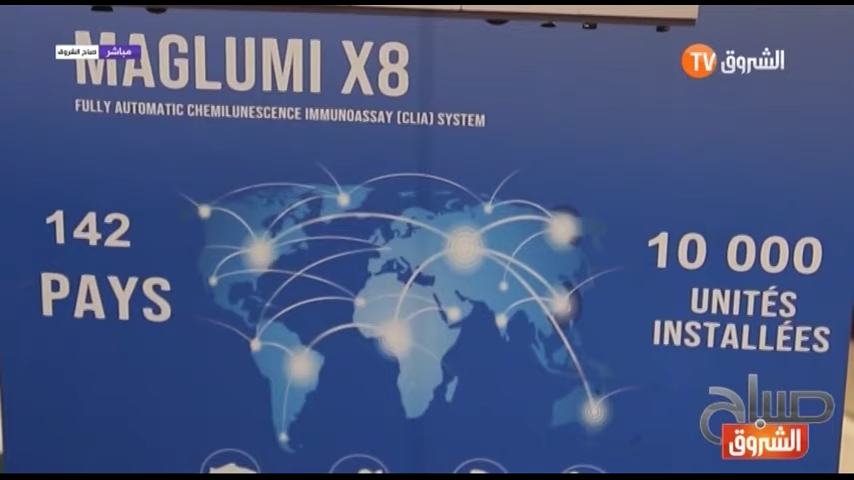 صباح الشروق مباشر
MAGLUMI X8
الشروق TV
FULLY AUTOMATIC CHEMILUNESCENCE IMMUNOASSAY (CLIA) SYSTEM
142
PAYS
10 000
UNITÉS
INSTALLÉES
صباح
الشروق